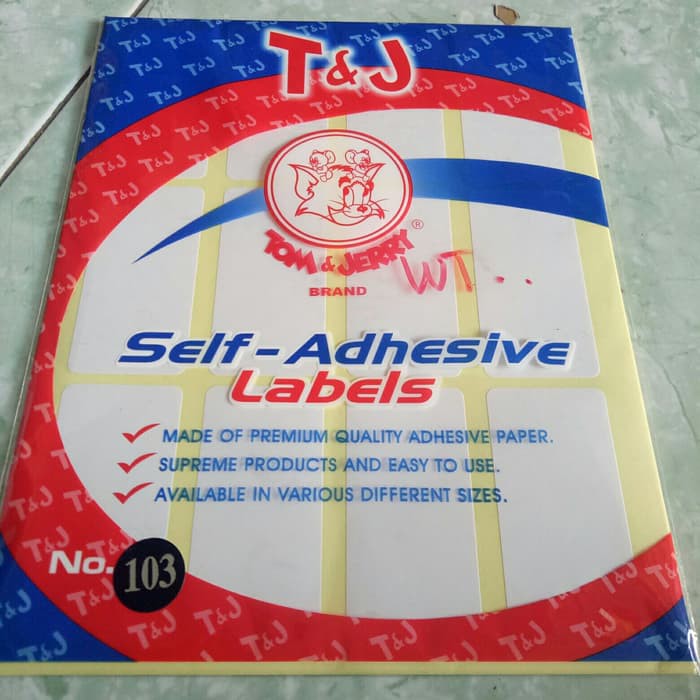 T&J
TOM & JERRY ®
BRAND
WT..
Self-Adhesive
Labels
MADE OF PREMIUM QUALITY ADHESIVE PAPER.
SUPREME PRODUCTS AND EASY TO USE.
AVAILABLE IN VARIOUS DIFFERENT SIZES.
No. 103